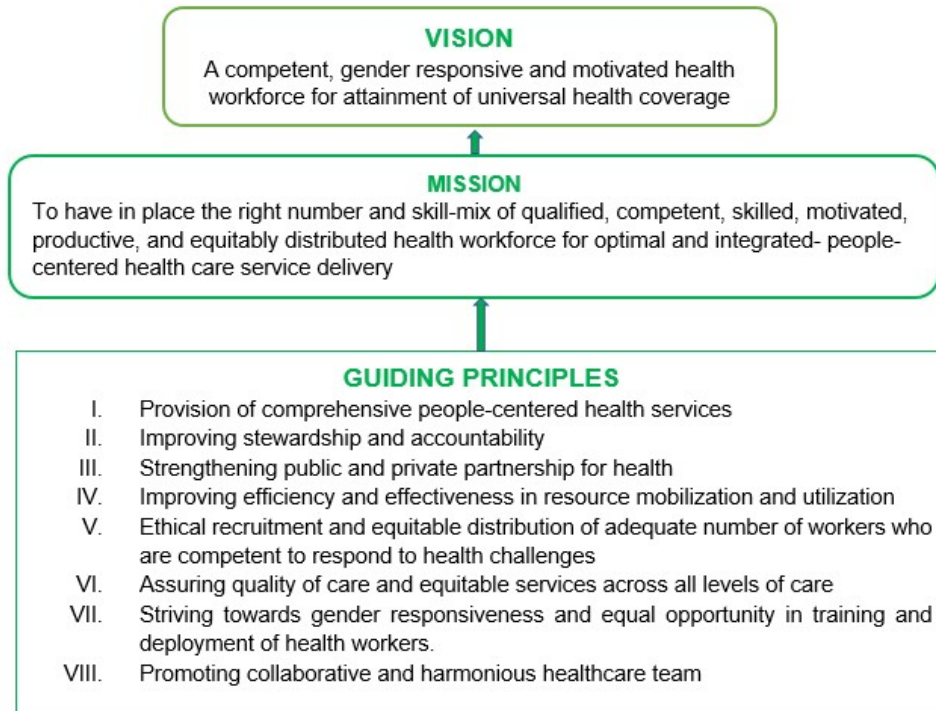 VISION
A competent, gender responsive and motivated health
workforce for attainment of universal health coverage
MISSION
To have in place the right number and skill-mix of qualified, competent, skilled, motivated,
productive, and equitably distributed health workforce for optimal and integrated- people-
centered health care service delivery
GUIDING PRINCIPLES
I. Provision of comprehensive people-centered health services
II. Improving stewardship and accountability
III. Strengthening public and private partnership for health
IV. Improving efficiency and effectiveness in resource mobilization and utilization
V. Ethical recruitment and equitable distribution of adequate number of workers who
are competent to respond to health challenges
VI. Assuring quality of care and equitable services across all levels of care
VII. Striving towards gender responsiveness and equal opportunity in training and
deployment of health workers.
VIII. Promoting collaborative and harmonious healthcare team